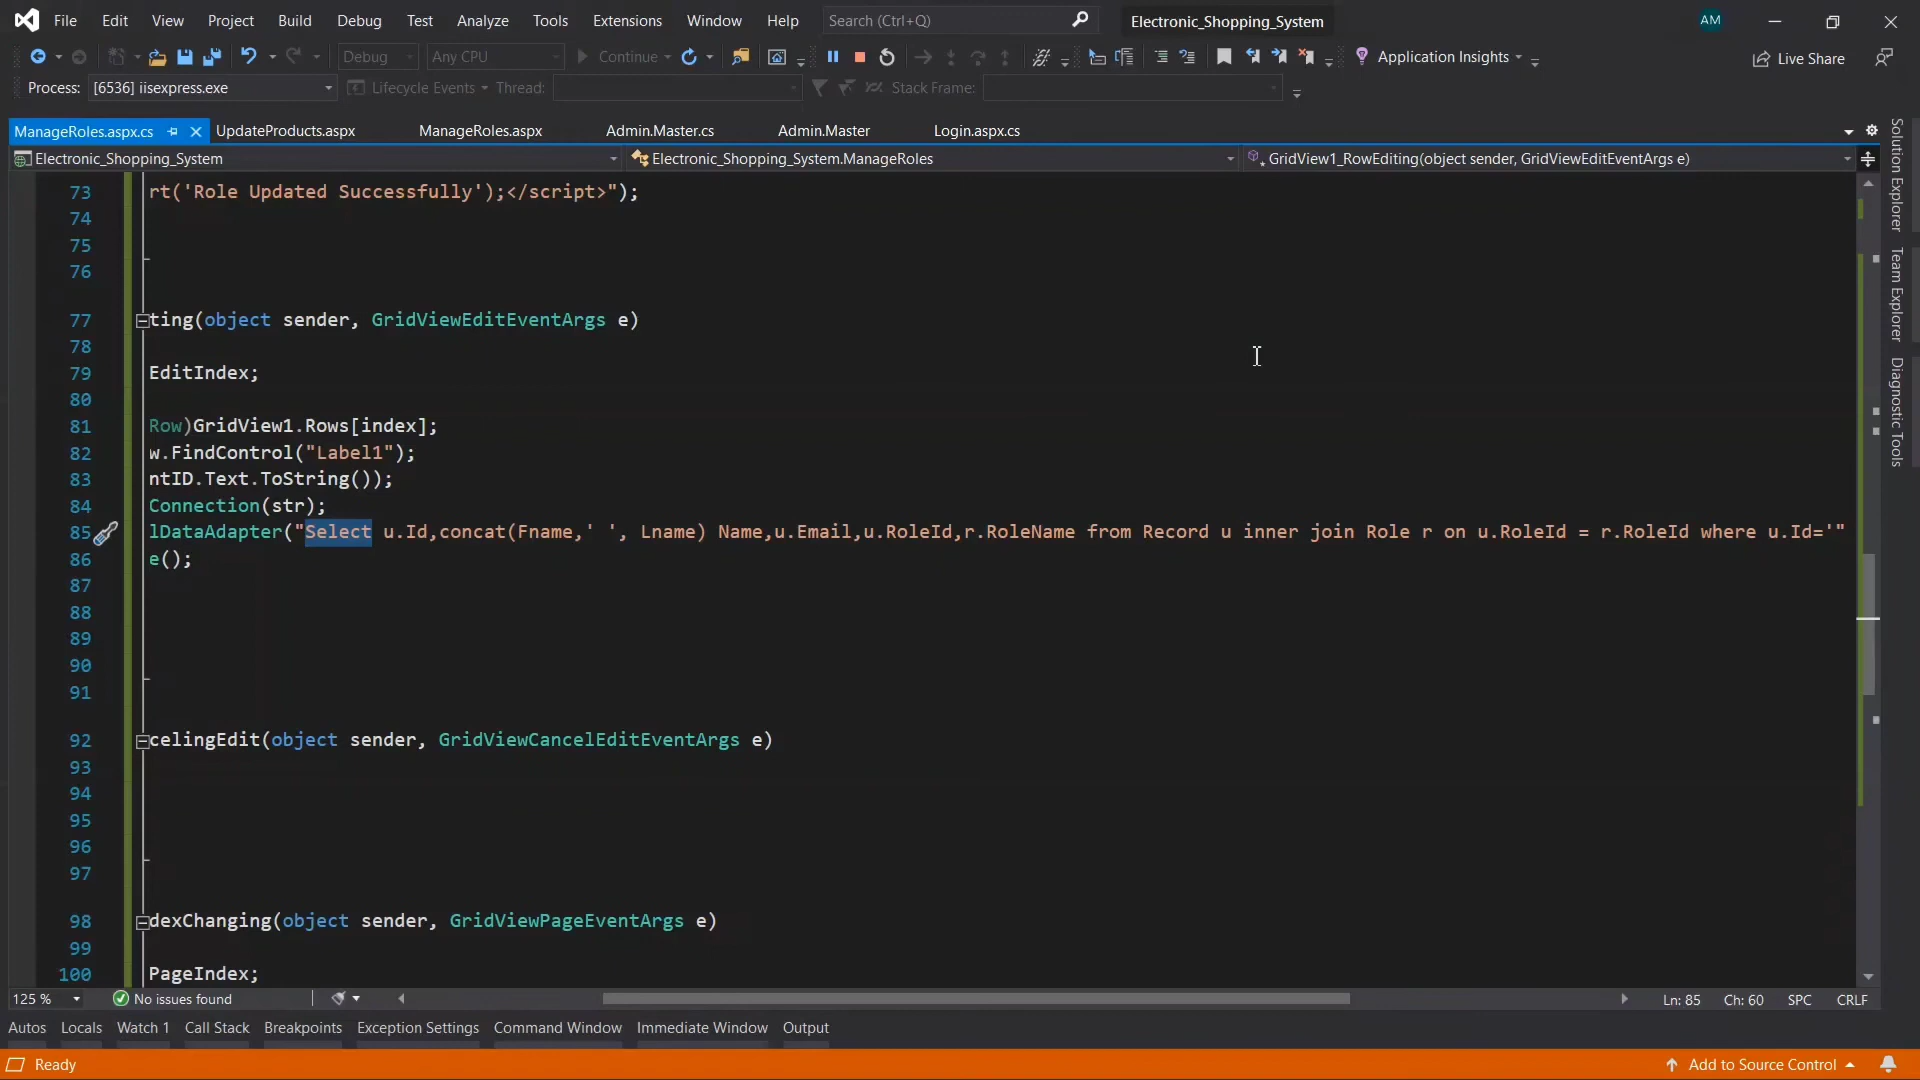 File Edit View Project Build Debug Test Analyze Tools Extensions Window Help Search (Ctrl+Q) Electronic_Shopping_System AM
Debug Any CPU Continue Application Insights Live Share
Process: [6536] iisexpress.exe Lifecycle Events Thread: Stack Frame:
ManageRoles.aspx.cs UpdateProducts.aspx ManageRoles.aspx Admin.Master.cs Admin.Master Login.aspx.cs
Electronic_Shopping_System Electronic_Shopping_System.ManageRoles GridView1_RowEditing(object sender, GridViewEditEventArgs e)
73 rt('Role Updated Successfully');</script>");
74
75
76
77 ting(object sender, GridViewEditEventArgs e)
78
79 EditIndex;
80
81 Row)GridView1.Rows[index];
82 w.FindControl("Label1");
83 ntID.Text.ToString());
84 Connection(str);
85 lDataAdapter("Select u.Id,concat(Fname,' ', Lname) Name,u.Email,u.RoleId,r.RoleName from Record u inner join Role r on u.RoleId = r.RoleId where u.Id='"
86 e();
87
88
89
90
91
92 celingEdit(object sender, GridViewCancelEditEventArgs e)
93
94
95
96
97
98 dexChanging(object sender, GridViewPageEventArgs e)
99
100 PageIndex;
Solution Explorer
Team Explorer
Diagnostic Tools
125 % No issues found Ln: 85 Ch: 60 SPC CRLF
Autos Locals Watch 1 Call Stack Breakpoints Exception Settings Command Window Immediate Window Output
Ready Add to Source Control